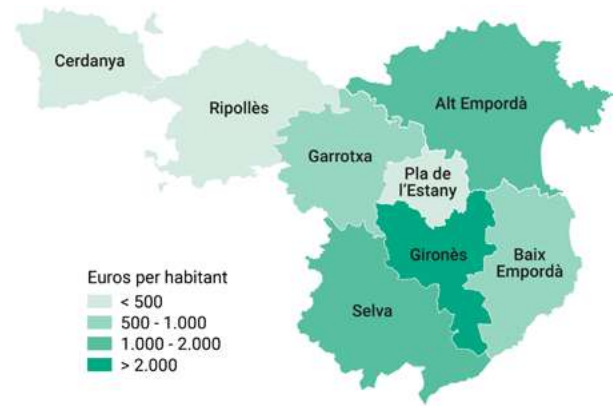 Cerdanya
Ripollès
Alt Empordà
Garrotxa
Pla de
l'Estany
Gironès
Baix
Empordà
Selva
Euros per habitant
< 500
500 - 1.000
1.000 - 2.000
> 2.000